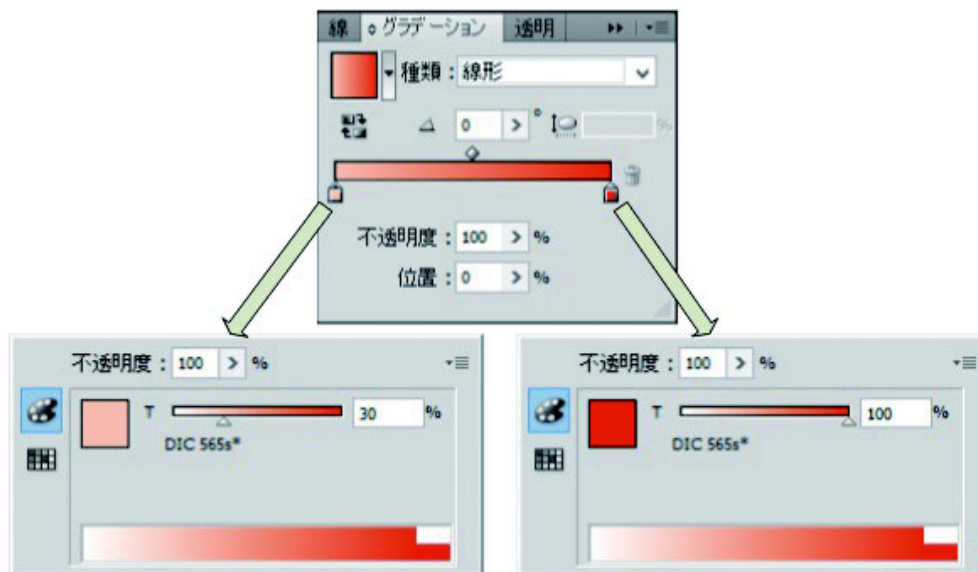 線 グラデーション 透明
種類：線形
0 ° %
不透明度：100 %
位置：0 %
不透明度：100 %
T 30 %
DIC 565s*
不透明度：100 %
T 100 %
DIC 565s*